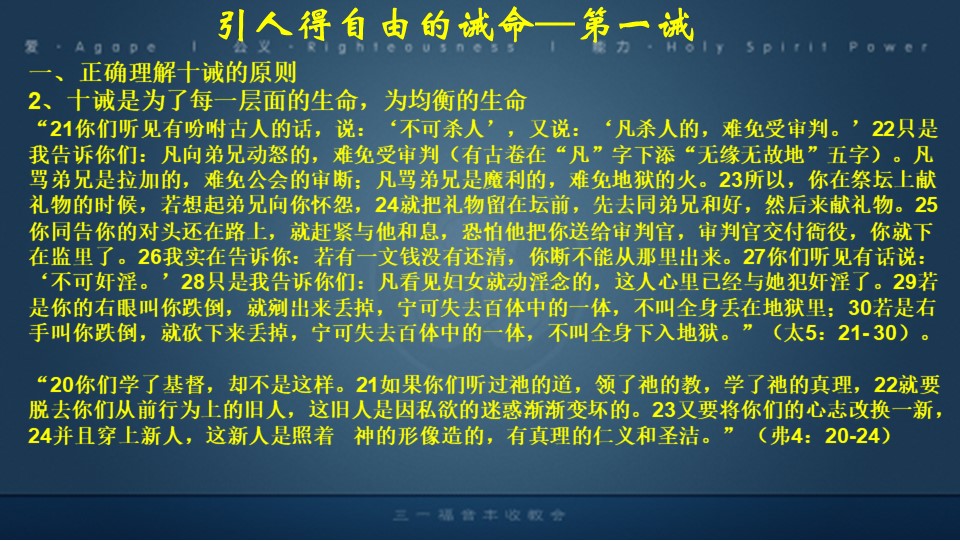 引人得自由的诫命—第一诫
爱·Agape | 公义·Righteousness | 能力·Holy Spirit Power
一、正确理解十诫的原则
2、十诫是为了每一层面的生命，为均衡的生命
“21你们听见有吩咐古人的话，说：‘不可杀人’，又说：‘凡杀人的，难免受审判。’22只是
我告诉你们：凡向弟兄动怒的，难免受审判（有古卷在“凡”字下添“无缘无故地”五字）。凡
骂弟兄是拉加的，难免公会的审断；凡骂弟兄是魔利的，难免地狱的火。23所以，你在祭坛上献
礼物的时候，若想起弟兄向你怀怨，24就把礼物留在坛前，先去同弟兄和好，然后来献礼物。25
你同告你的对头还在路上，就赶紧与他和息，恐怕他把你送给审判官，审判官交付衙役，你就下
在监里了。26我实在告诉你：若有一文钱没有还清，你断不能从那里出来。27你们听见有话说：
‘不可奸淫。’28只是我告诉你们：凡看见妇女就动淫念的，这人心里已经与她犯奸淫了。29若
是你的右眼叫你跌倒，就剜出来丢掉，宁可失去百体中的一体，不叫全身丢在地狱里；30若是右
手叫你跌倒，就砍下来丢掉，宁可失去百体中的一体，不叫全身下入地狱。”（太5：21-30）。
“20你们学了基督，却不是这样。21如果你们听过祂的道，领了祂的教，学了祂的真理，22就要
脱去你们从前行为上的旧人，这旧人是因私欲的迷惑渐渐变坏的。23又要将你们的心志改换一新，
24并且穿上新人，这新人是照着　神的形像造的，有真理的仁义和圣洁。”（弗4：20-24）
三一福音丰收教会